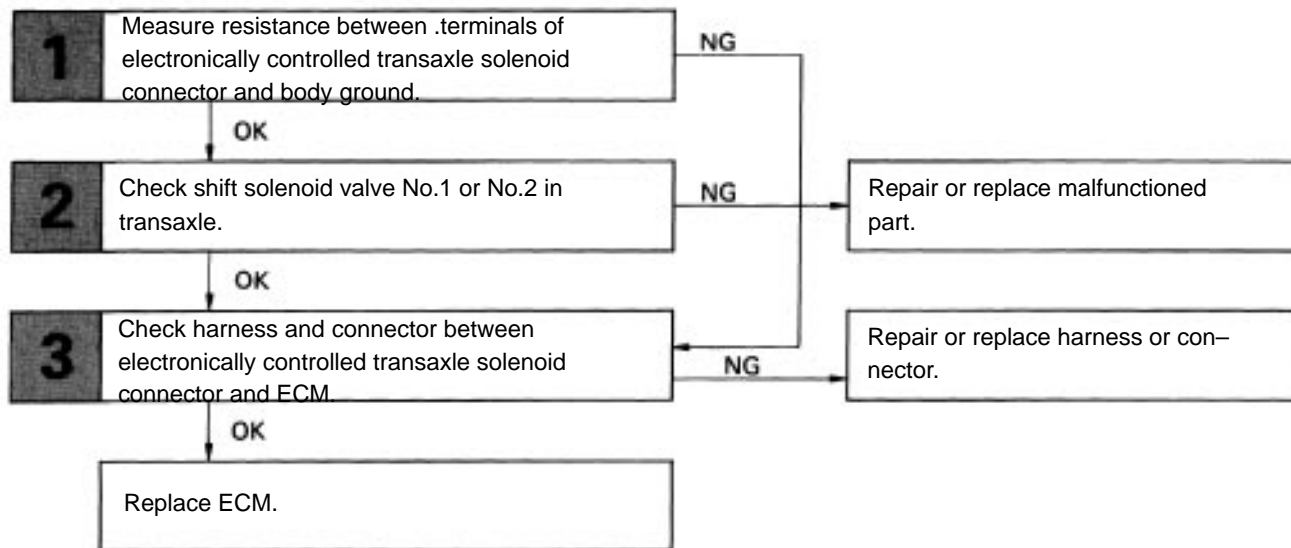 1
Measure resistance between .terminals of
electronically controlled transaxle solenoid
connector and body ground.
NG
OK
2
Check shift solenoid valve No.1 or No.2 in
transaxle.
NG
Repair or replace malfunctioned
part.
OK
3
Check harness and connector between
electronically controlled transaxle solenoid
connector and ECM.
NG
Repair or replace harness or con–
nector.
OK
Replace ECM.